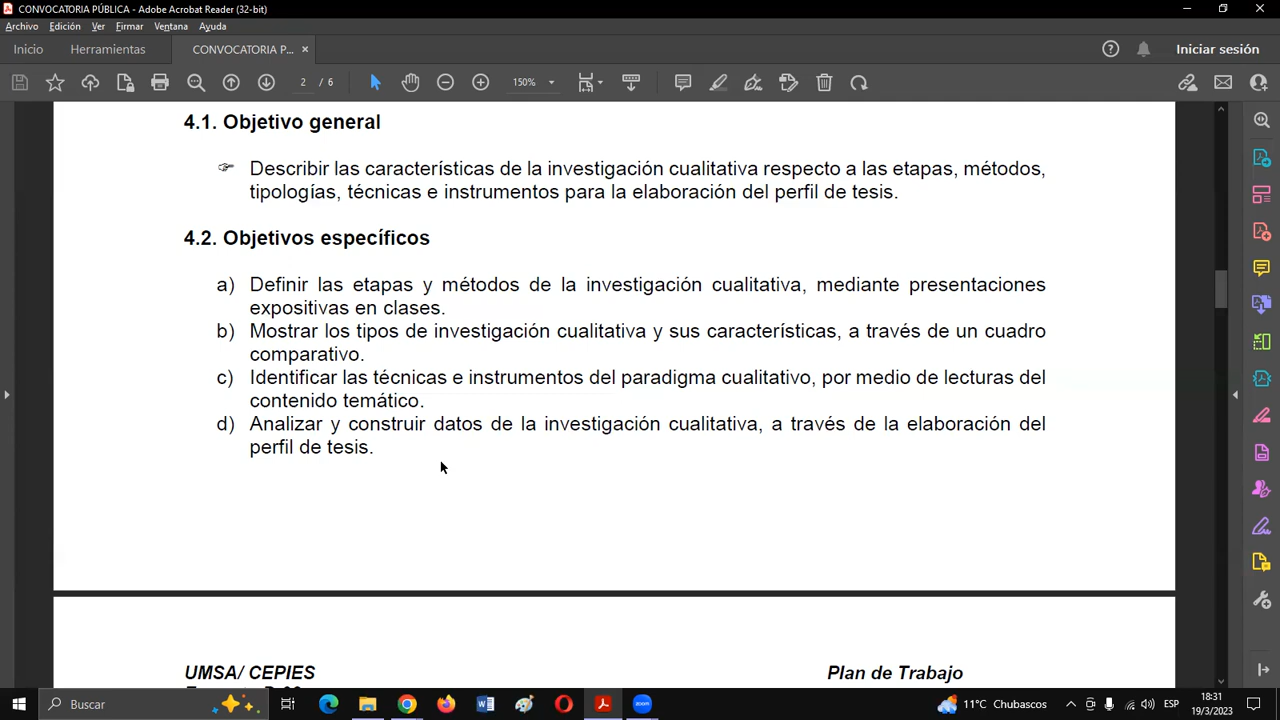 CONVOCATORIA PÚBLICA - Adobe Acrobat Reader (32-bit)
Archivo Edición Ver Firmar Ventana Ayuda
Inicio Herramientas CONVOCATORIA P... × Iniciar sesión
2 / 6 150%
4.1. Objetivo general
Describir las características de la investigación cualitativa respecto a las etapas, métodos,
tipologías, técnicas e instrumentos para la elaboración del perfil de tesis.
4.2. Objetivos específicos
a) Definir las etapas y métodos de la investigación cualitativa, mediante presentaciones
expositivas en clases.
b) Mostrar los tipos de investigación cualitativa y sus características, a través de un cuadro
comparativo.
c) Identificar las técnicas e instrumentos del paradigma cualitativo, por medio de lecturas del
contenido temático.
d) Analizar y construir datos de la investigación cualitativa, a través de la elaboración del
perfil de tesis.
UMSA/ CEPIES Plan de Trabajo
Buscar 11°C Chubascos ESP 18:31
19/3/2023